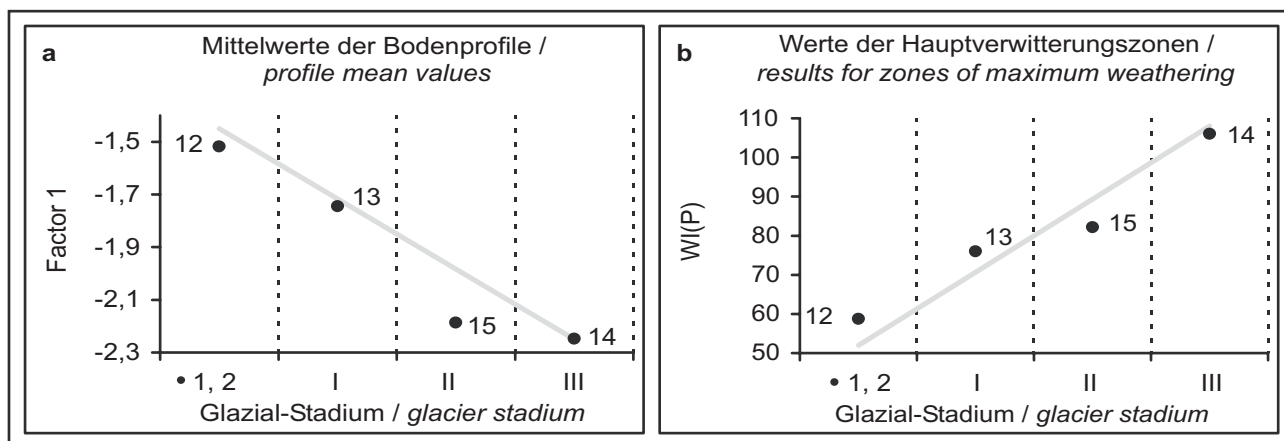 a
Mittelwerte der Bodenprofile /
profile mean values
Factor 1
-1,5
-1,7
-1,9
-2,1
-2,3
12
13
15
14
• 1, 2 I II III
Glazial-Stadium / glacier stadium
b
Werte der Hauptverwitterungszonen /
results for zones of maximum weathering
WI(P)
110
100
90
80
70
60
50
12
13
15
14
• 1, 2 I II III
Glazial-Stadium / glacier stadium